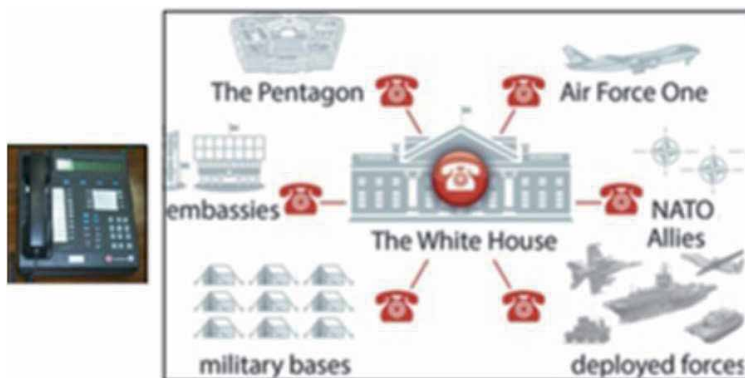 The Pentagon
Air Force One
embassies
The White House
NATO
Allies
military bases
deployed forces